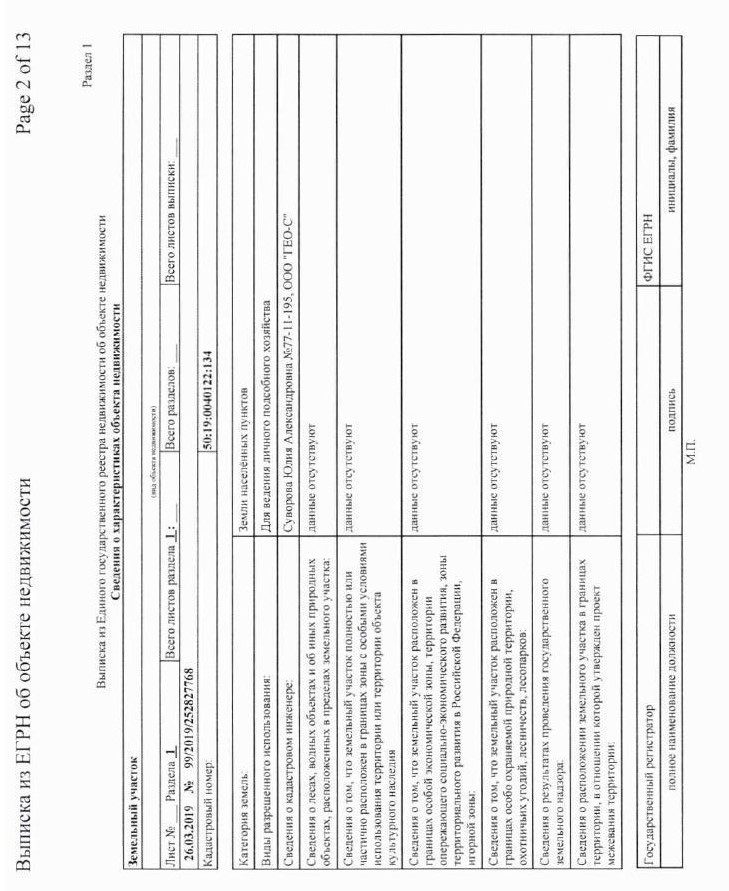 Выписка из ЕГРН об объекте недвижимости
Page 2 of 13
Раздел 1
Выписка из Единого государственного реестра недвижимости об объекте недвижимости
Сведения о характеристиках объекта недвижимости
Земельный участок
(вид объекта недвижимости)
Лист № ___ Раздела 1
Всего листов раздела 1 : ___
Всего разделов: ___
Всего листов выписки: ___
26.03.2019 № 99/2019/252827768
Кадастровый номер:
50:19:0040122:134
Категория земель:
Земли населённых пунктов
Виды разрешенного использования:
Для ведения личного подсобного хозяйства
Сведения о кадастровом инженере:
Суворова Юлия Александровна №77-11-195, ООО "ГЕО-С"
Сведения о лесах, водных объектах и об иных природных
объектах, расположенных в пределах земельного участка:
данные отсутствуют
Сведения о том, что земельный участок полностью или
частично расположен в границах зоны с особыми условиями
использования территории или территории объекта
культурного наследия
данные отсутствуют
Сведения о том, что земельный участок расположен в
границах особой экономической зоны, территории
опережающего социально-экономического развития, зоны
территориального развития в Российской Федерации,
игорной зоны:
данные отсутствуют
Сведения о том, что земельный участок расположен в
границах особо охраняемой природной территории,
охотничьих угодий, лесничеств, лесопарков:
данные отсутствуют
Сведения о результатах проведения государственного
земельного надзора:
данные отсутствуют
Сведения о расположении земельного участка в границах
территории, в отношении которой утвержден проект
межевания территории:
данные отсутствуют
Государственный регистратор
ФГИС ЕГРН
полное наименование должности
подпись
инициалы, фамилия
М.П.